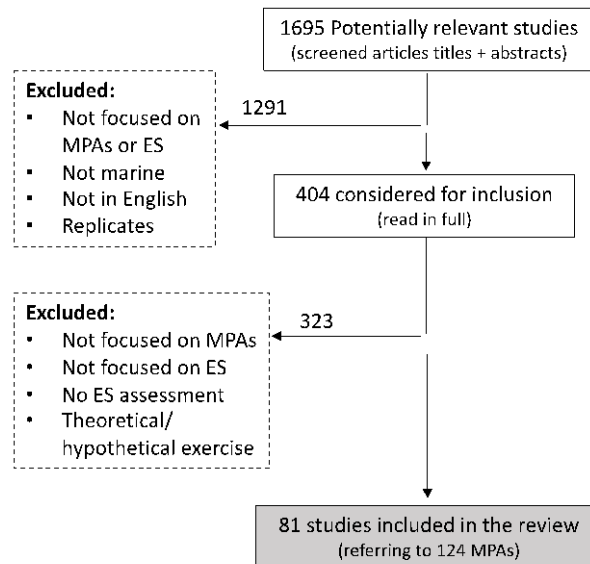 1695 Potentially relevant studies
(screened articles titles + abstracts)
Excluded:
▪ Not focused on
MPAs or ES
▪ Not marine
▪ Not in English
▪ Replicates
1291
404 considered for inclusion
(read in full)
Excluded:
▪ Not focused on MPAs
▪ Not focused on ES
▪ No ES assessment
▪ Theoretical/
hypothetical exercise
323
81 studies included in the review
(referring to 124 MPAs)